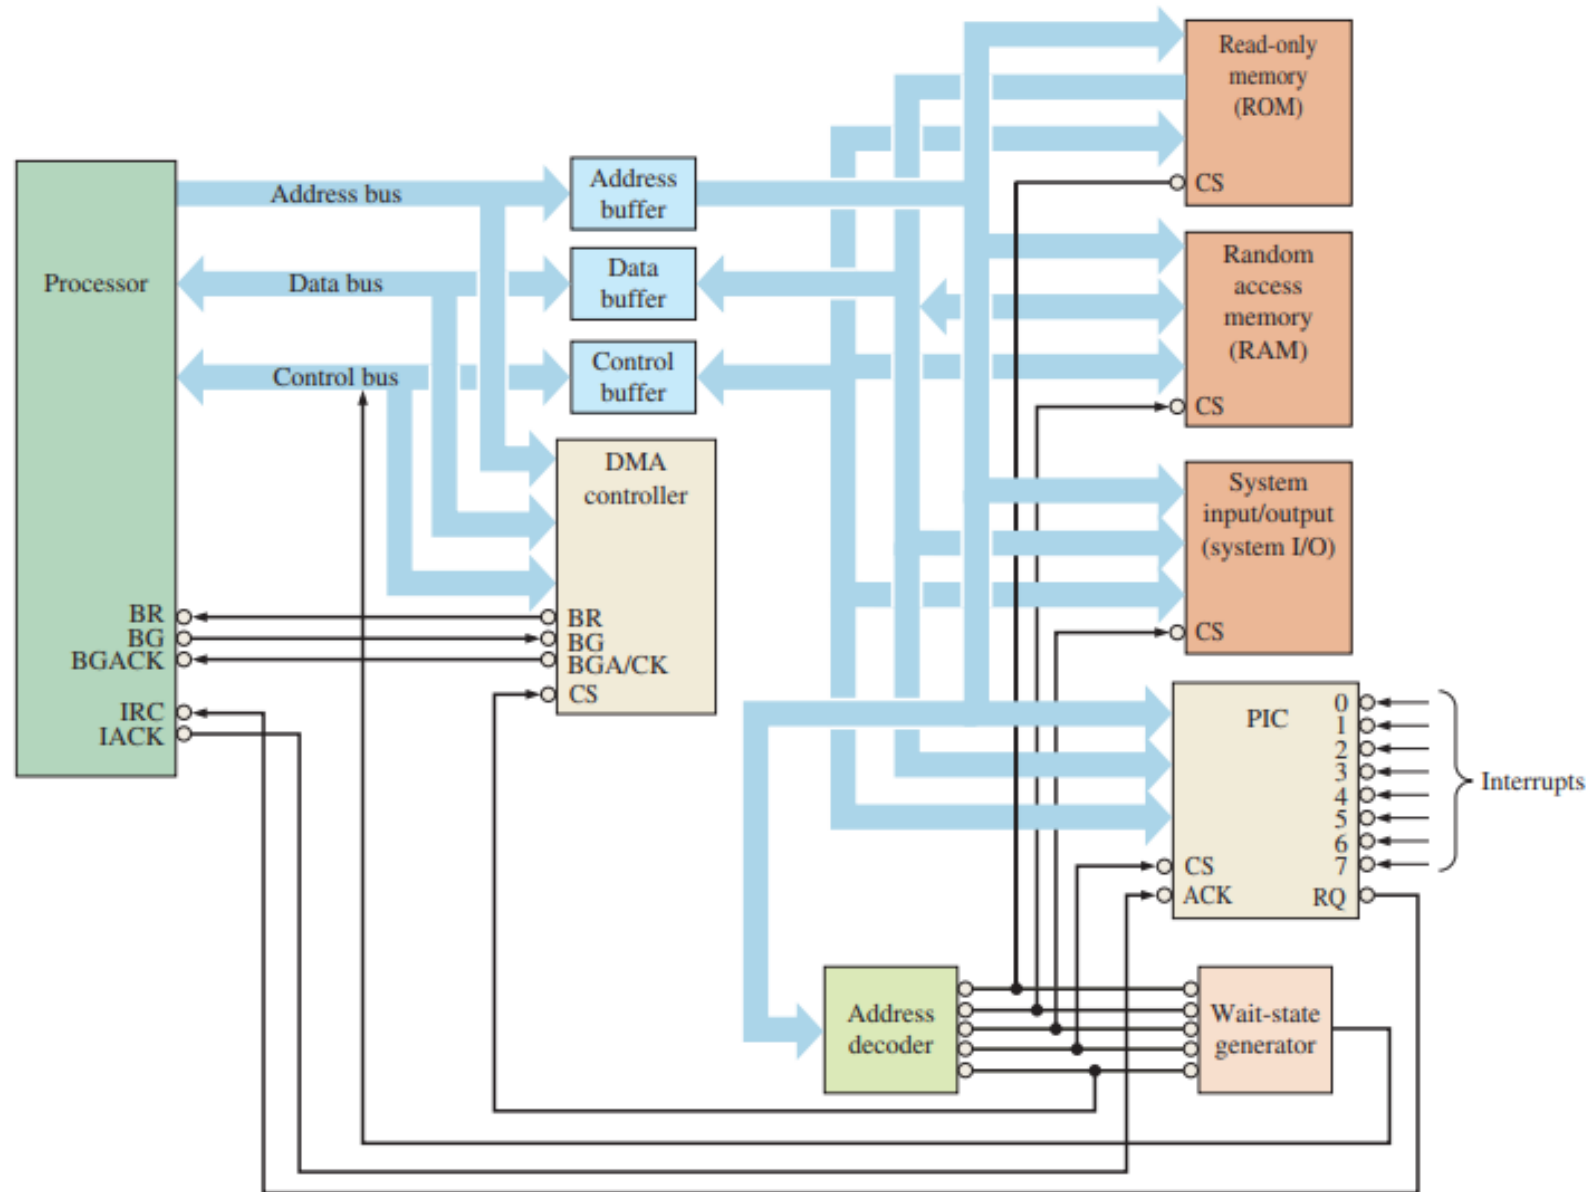 Read-only
memory
(ROM)
CS
Address bus
Address
buffer
Processor
Data bus
Data
buffer
Random
access
memory
(RAM)
CS
Control bus
Control
buffer
DMA
controller
System
input/output
(system I/O)
CS
BR
BG
BGACK
IRC
IACK
BR
BG
BGA/CK
CS
PIC
0
1
2
3
4
5
6
7
Interrupts
CS
ACK
RQ
Address
decoder
Wait-state
generator